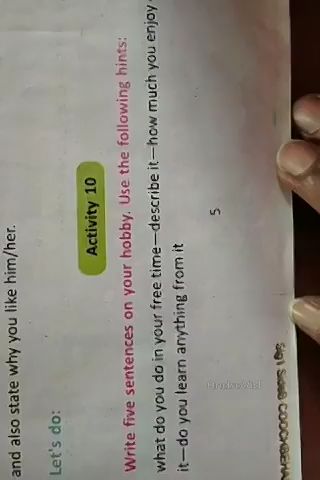 and also state why you like him/her.
Let's do:
Activity 10
Write five sentences on your hobby. Use the following hints:
what do you do in your free time—describe it—how much you enjoy
it—do you learn anything from it
5